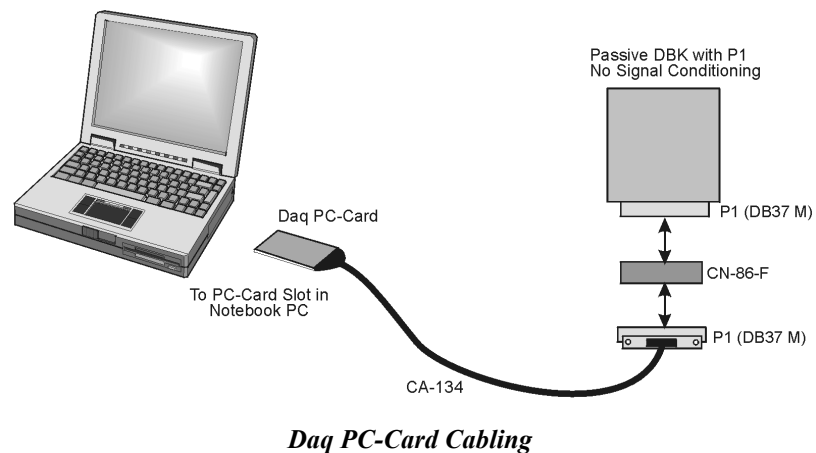 Passive DBK with P1
No Signal Conditioning
P1 (DB37 M)
Daq PC-Card
CN-86-F
To PC-Card Slot in
Notebook PC
P1 (DB37 M)
CA-134
Daq PC-Card Cabling